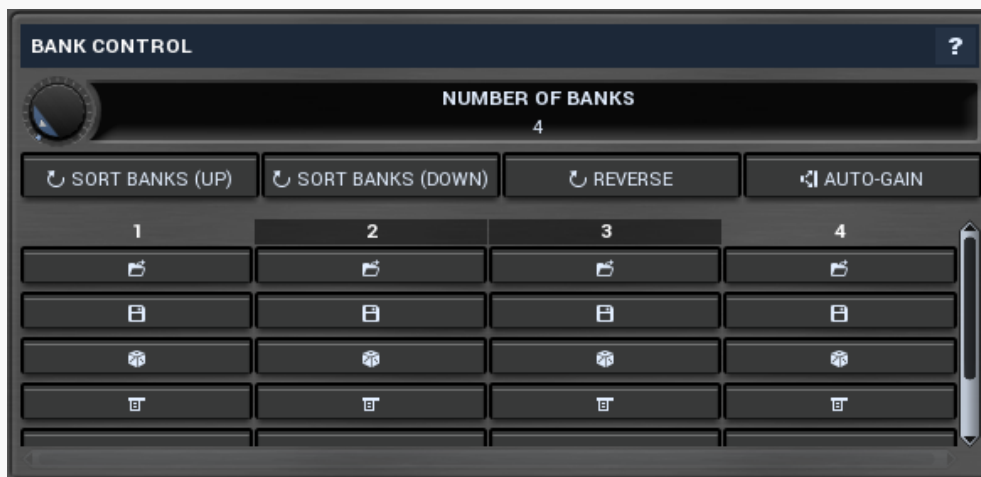 BANK CONTROL ?
NUMBER OF BANKS
4
SORT BANKS (UP) SORT BANKS (DOWN) REVERSE AUTO-GAIN
1 2 3 4